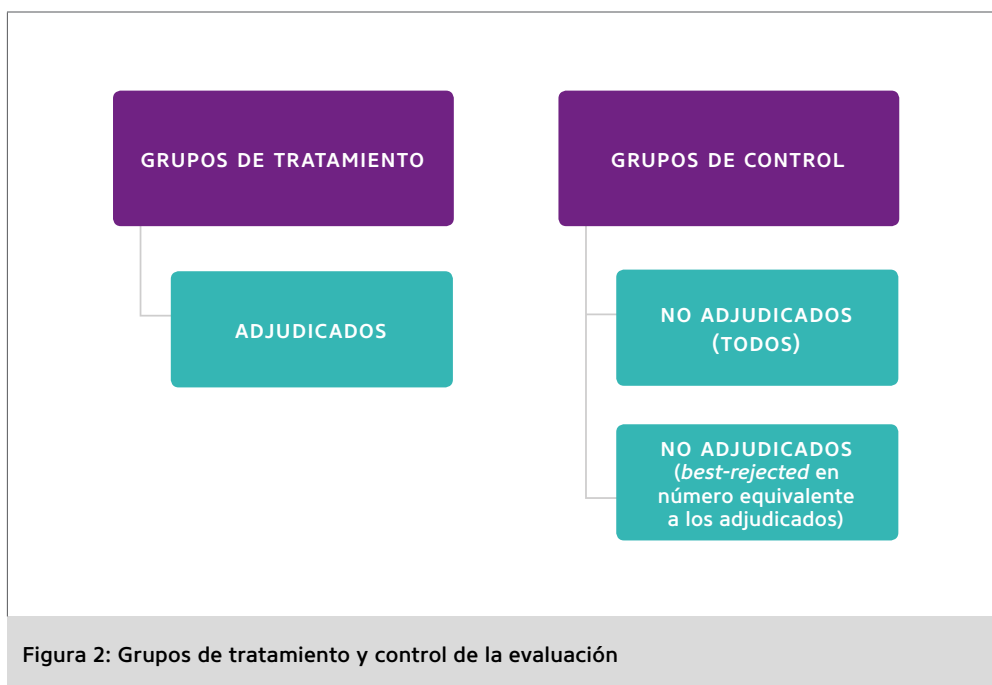 GRUPOS DE TRATAMIENTO
ADJUDICADOS
GRUPOS DE CONTROL
NO ADJUDICADOS
(TODOS)
NO ADJUDICADOS
(best-rejected en
número equivalente
a los adjudicados)
Figura 2: Grupos de tratamiento y control de la evaluación